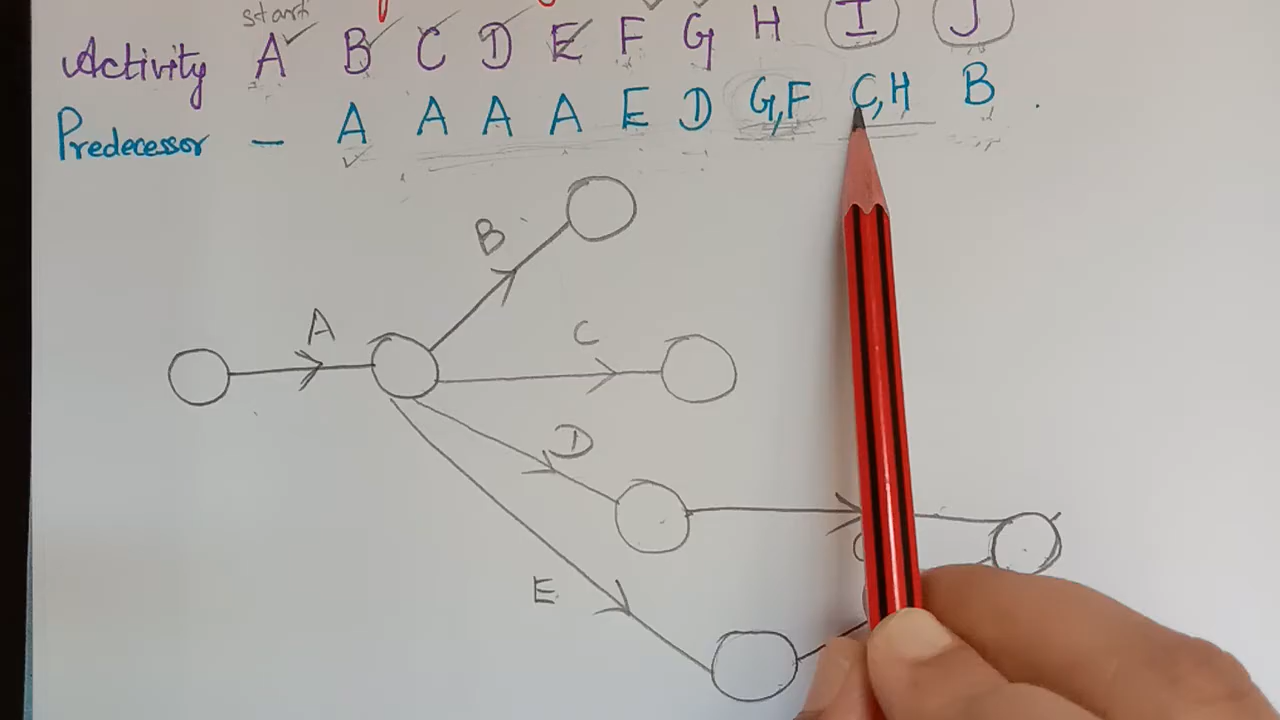 start
Activity A B C D E F G H I J
Predecessor - A A A A E D G,F C,H B
B
A
C
D
E